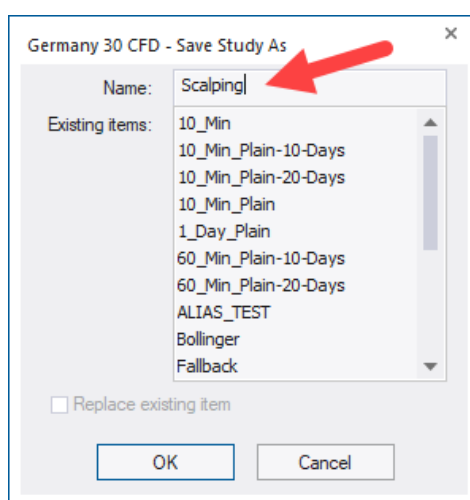 Germany 30 CFD - Save Study As
Name: Scalping
Existing items: 10_Min
10_Min_Plain-10-Days
10_Min_Plain-20-Days
10_Min_Plain
1_Day_Plain
60_Min_Plain-10-Days
60_Min_Plain-20-Days
ALIAS_TEST
Bollinger
Fallback
Replace existing item
OK Cancel